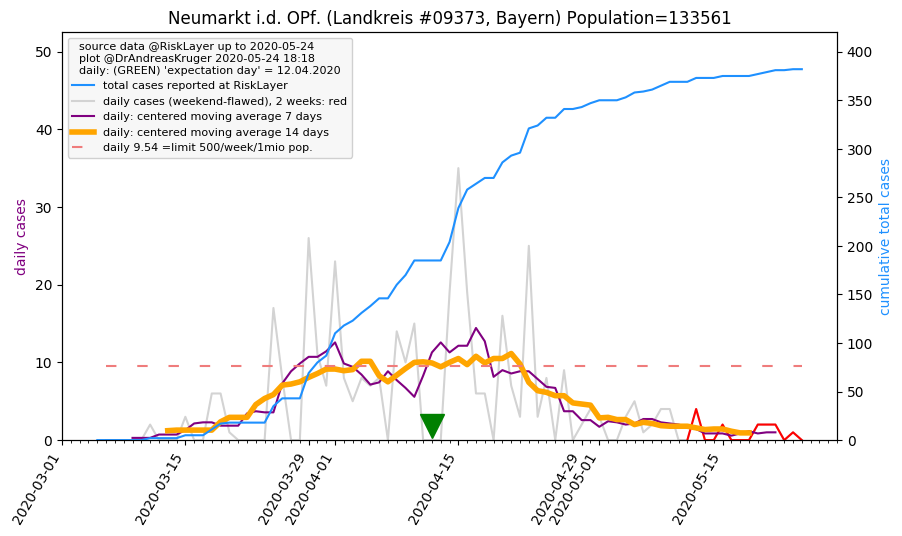 Neumarkt i.d. OPf. (Landkreis #09373, Bayern) Population=133561
source data @RiskLayer up to 2020-05-24
plot @DrAndreasKruger 2020-05-24 18:18
daily: (GREEN) 'expectation day' = 12.04.2020
total cases reported at RiskLayer
daily cases (weekend-flawed), 2 weeks: red
daily: centered moving average 7 days
daily: centered moving average 14 days
daily 9.54 =limit 500/week/1mio pop.
daily cases
50
40
30
20
10
0
cumulative total cases
400
350
300
250
200
150
100
50
0
2020-03-01
2020-03-15
2020-03-29
2020-04-01
2020-04-15
2020-04-29
2020-05-01
2020-05-15